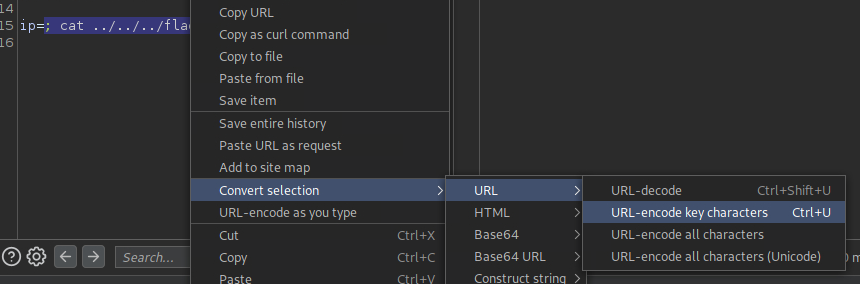 14
15 ip=; cat ../../../flag
16
Copy URL
Copy as curl command
Copy to file
Paste from file
Save item
Save entire history
Paste URL as request
Add to site map
Convert selection
URL-encode as you type
Cut Ctrl+X
Copy Ctrl+C
Paste Ctrl+V
URL
HTML
Base64
Base64 URL
Construct string
URL-decode Ctrl+Shift+U
URL-encode key characters Ctrl+U
URL-encode all characters
URL-encode all characters (Unicode)
Search...
0 m